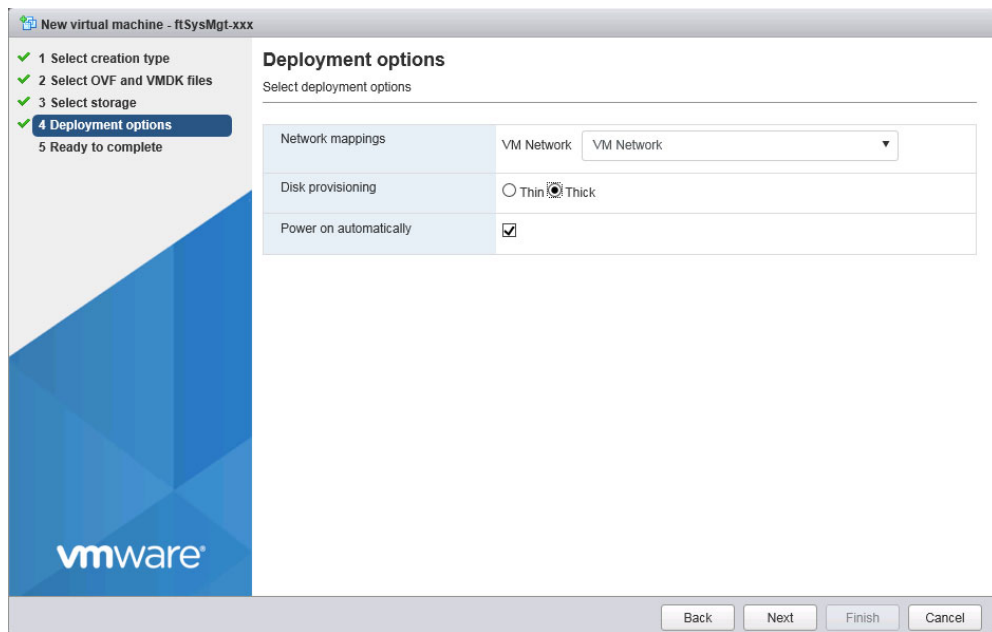 New virtual machine - ftSysMgt-xxx
1 Select creation type
2 Select OVF and VMDK files
3 Select storage
4 Deployment options
5 Ready to complete
Deployment options
Select deployment options
Network mappings VM Network VM Network
Disk provisioning Thin Thick
Power on automatically
vmware®
Back Next Finish Cancel